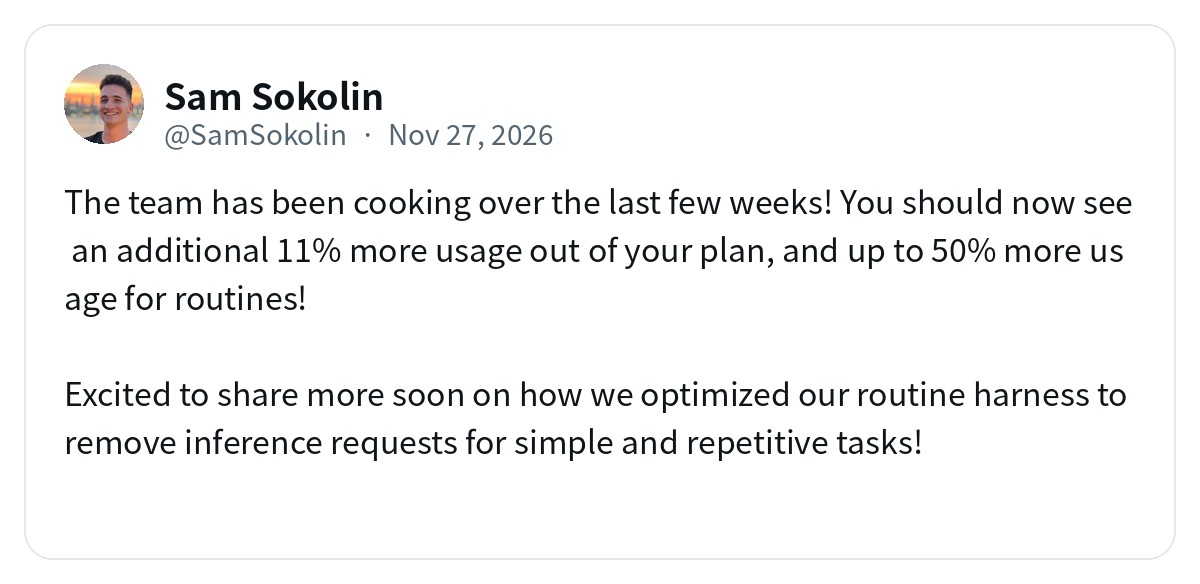 Sam Sokolin
@SamSokolin · Nov 27, 2026
The team has been cooking over the last few weeks! You should now see
an additional 11% more usage out of your plan, and up to 50% more us
age for routines!
Excited to share more soon on how we optimized our routine harness to
remove inference requests for simple and repetitive tasks!